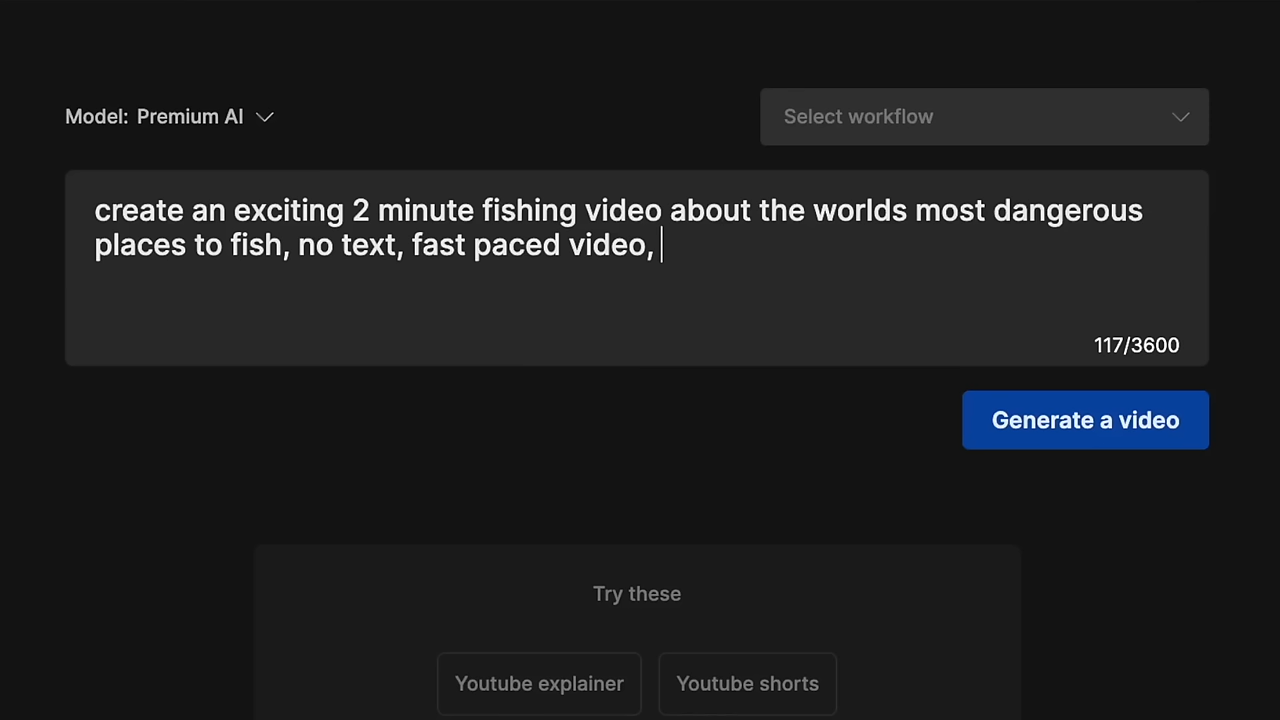 Model: Premium AI
Select workflow
create an exciting 2 minute fishing video about the worlds most dangerous
places to fish, no text, fast paced video,
117/3600
Generate a video
Try these
Youtube explainer
Youtube shorts